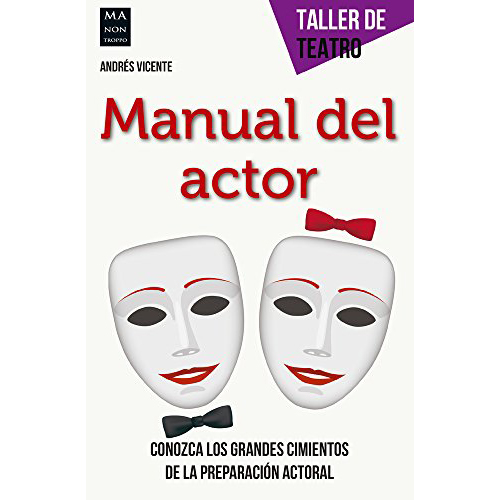 MA
NON
TROPPO
TALLER DE
TEATRO
ANDRÉS VICENTE
Manual del
actor
CONOZCA LOS GRANDES CIMIENTOS
DE LA PREPARACIÓN ACTORAL